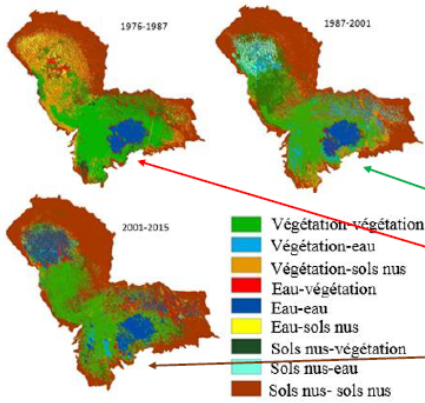 1976-1987
1987-2001
2001-2015
Végétation-végétation
Végétation-eau
Végétation-sols nus
Eau-végétation
Eau-eau
Eau-sols nus
Sols nus-végétation
Sols nus-eau
Sols nus- sols nus